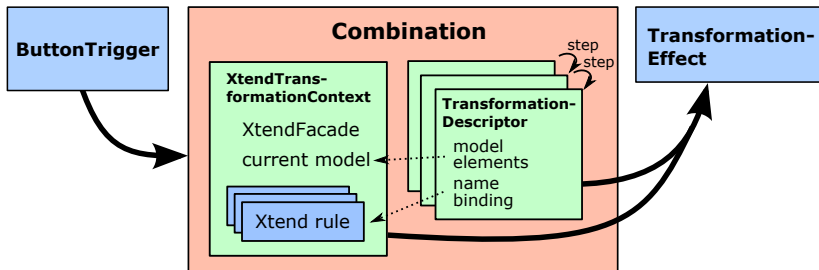 ButtonTrigger
Combination
XtendTrans-
formationContext
XtendFacade
current model
Xtend rule
step
step
Transformation-
Descriptor
model
elements
name
binding
Transformation-
Effect